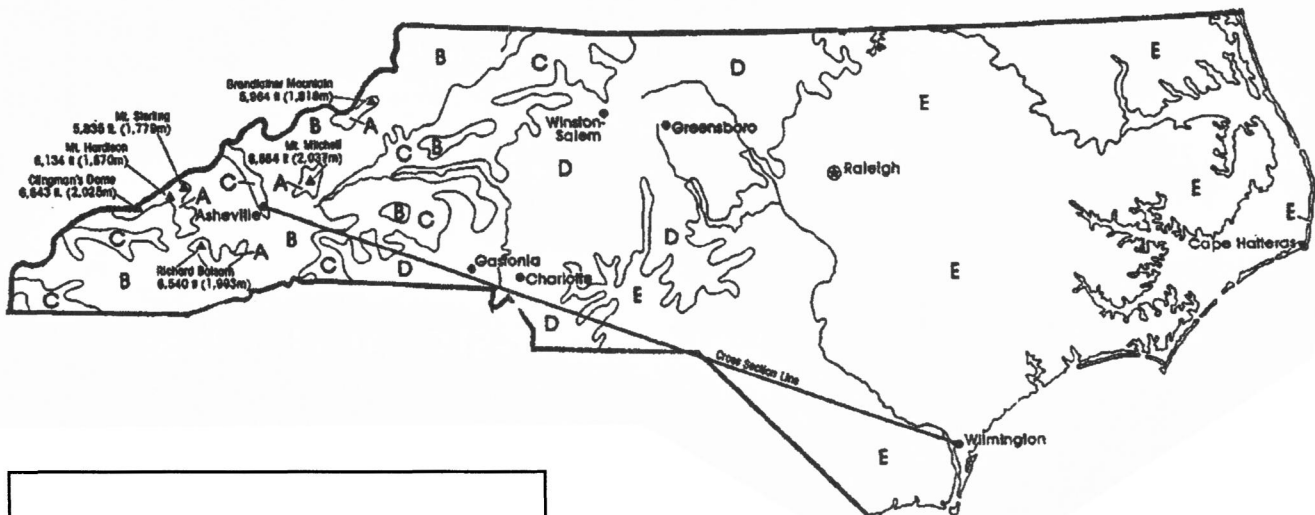 B
C
D
E
E
Brandfather Mountain
5,964 ft (1,818m)
A
B
Mt. Sterling
5,835 ft. (1,779m)
Mt. Hardison
6,134 ft (1,870m)
Clingman's Dome
6,643 ft. (2,025m)
Mt. Mitchell
6,684 ft (2,037m)
C
B
Winston-
Salem
Greensboro
D
Raleigh
A
C
A
Asheville
B
C
E
E
Cape Hatteras
C
B
B
C
D
Gastonia
Charlotte
D
E
E
A
Richard Balsam
6,540 ft (1,993m)
C
D
Cross Section Line
Wilmington
E